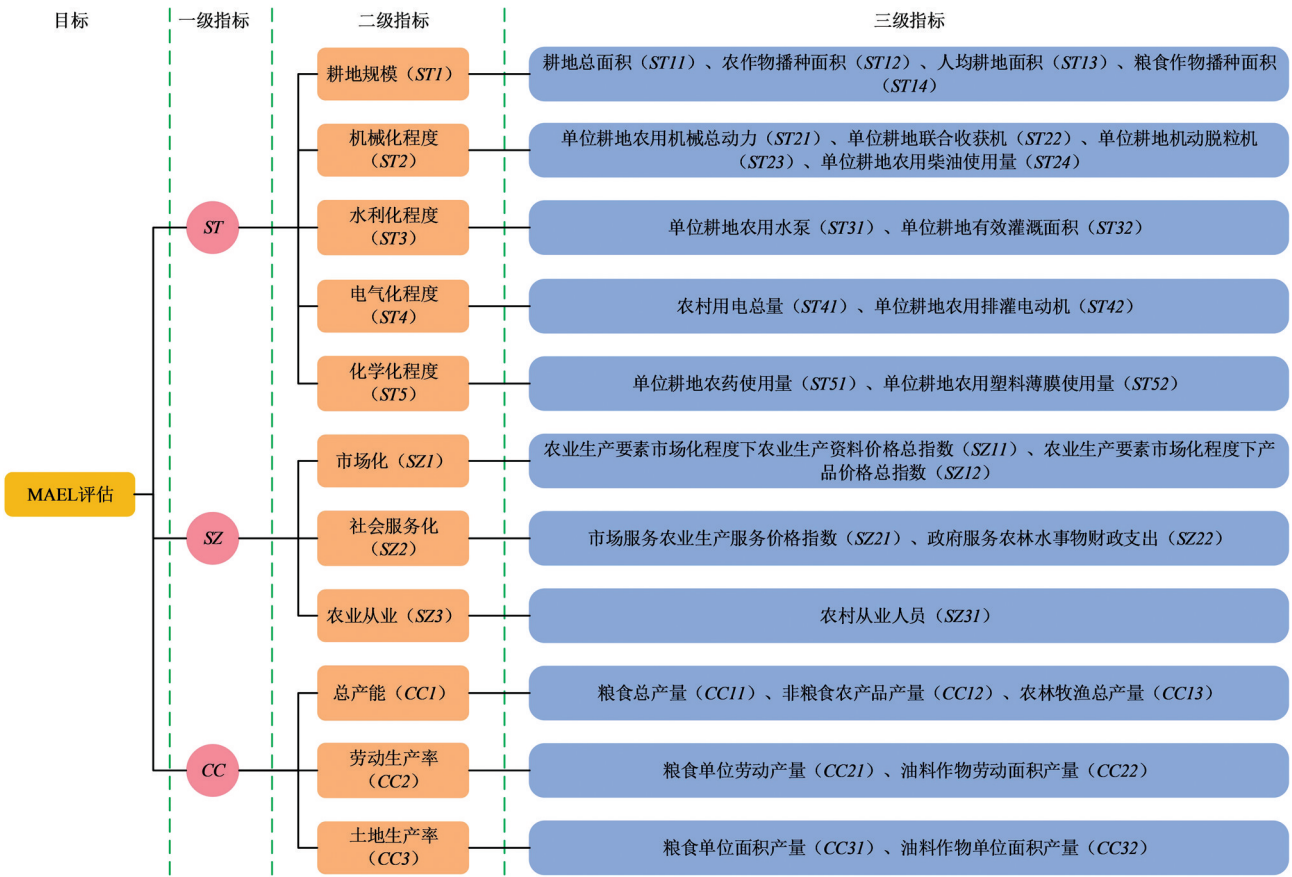 目标 一级指标 二级指标 三级指标
MAEL评估
ST
耕地规模（ST1）
耕地总面积（ST11）、农作物播种面积（ST12）、人均耕地面积（ST13）、粮食作物播种面积
（ST14）
机械化程度
（ST2）
单位耕地农用机械总动力（ST21）、单位耕地联合收获机（ST22）、单位耕地机动脱粒机
（ST23）、单位耕地农用柴油使用量（ST24）
水利化程度
（ST3）
单位耕地农用水泵（ST31）、单位耕地有效灌溉面积（ST32）
电气化程度
（ST4）
农村用电总量（ST41）、单位耕地农用排灌电动机（ST42）
化学化程度
（ST5）
单位耕地农药使用量（ST51）、单位耕地农用塑料薄膜使用量（ST52）
SZ
市场化（SZ1）
农业生产要素市场化程度下农业生产资料价格总指数（SZ11）、农业生产要素市场化程度下产
品价格总指数（SZ12）
社会服务化
（SZ2）
市场服务农业生产服务价格指数（SZ21）、政府服务农林水事物财政支出（SZ22）
农业从业（SZ3）
农村从业人员（SZ31）
CC
总产能（CC1）
粮食总产量（CC11）、非粮食农产品产量（CC12）、农林牧渔总产量（CC13）
劳动生产率
（CC2）
粮食单位劳动产量（CC21）、油料作物劳动面积产量（CC22）
土地生产率
（CC3）
粮食单位面积产量（CC31）、油料作物单位面积产量（CC32）